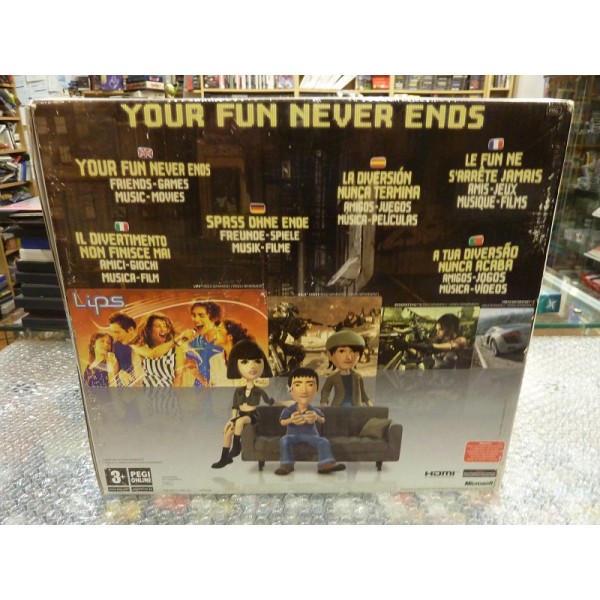 YOUR FUN NEVER ENDS
YOUR FUN NEVER ENDS
FRIENDS-GAMES
MUSIC-MOVIES
LA DIVERSIÓN
NUNCA TERMINA
AMIGOS-JUEGOS
MÚSICA-PELÍCULAS
LE FUN NE
S'ARRÊTE JAMAIS
AMIS-JEUX
MUSIQUE-FILMS
IL DIVERTIMENTO
NON FINISCE MAI
AMICI-GIOCHI
MUSICA-FILM
SPASS OHNE ENDE
FREUNDE-SPIELE
MUSIK-FILME
A TUA DIVERSÃO
NUNCA ACABA
AMIGOS-JOGOS
MÚSICA-VÍDEOS
Lips
3+
PEGI
ONLINE
HDMI
Microsoft